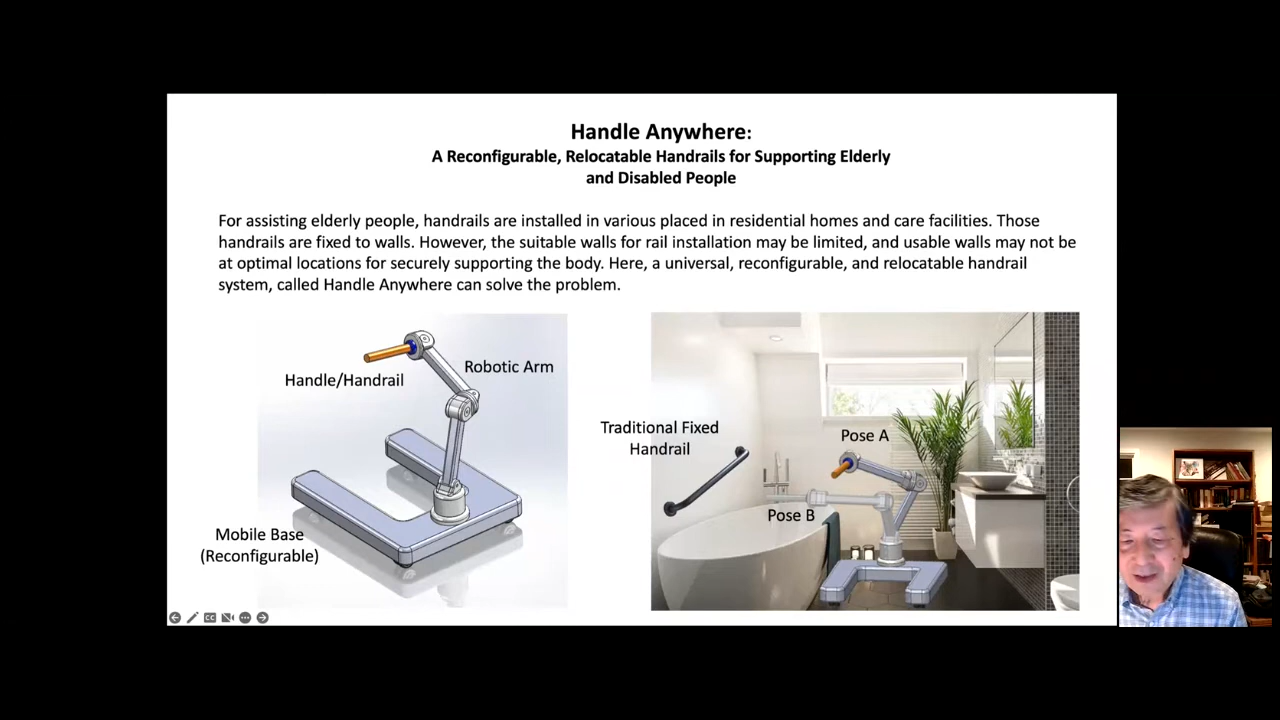 Handle Anywhere:
A Reconfigurable, Relocatable Handrails for Supporting Elderly
and Disabled People
For assisting elderly people, handrails are installed in various placed in residential homes and care facilities. Those
handrails are fixed to walls. However, the suitable walls for rail installation may be limited, and usable walls may not be
at optimal locations for securely supporting the body. Here, a universal, reconfigurable, and relocatable handrail
system, called Handle Anywhere can solve the problem.
Handle/Handrail
Robotic Arm
Mobile Base
(Reconfigurable)
Traditional Fixed
Handrail
Pose A
Pose B
CC